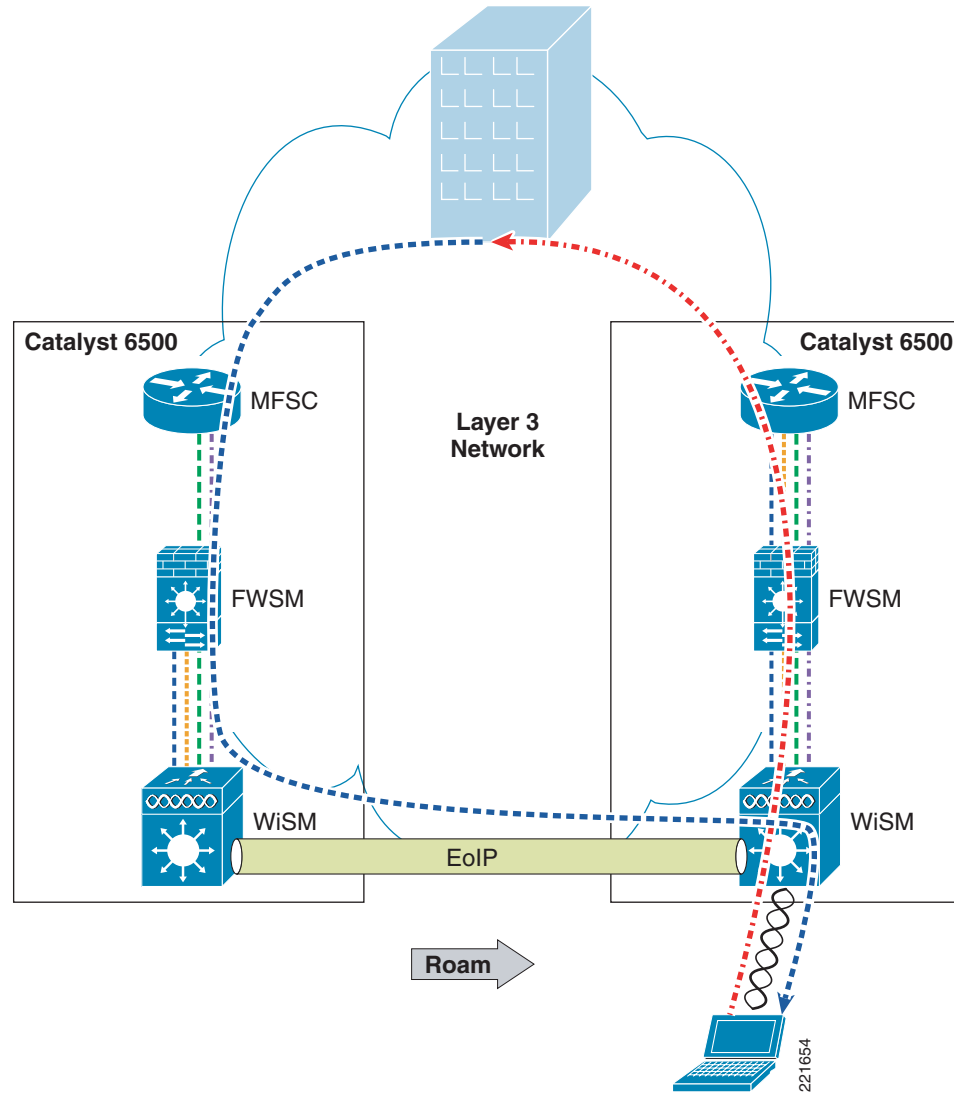 Catalyst 6500
Catalyst 6500
MFSC
MFSC
Layer 3
Network
FWSM
FWSM
WiSM
WiSM
EoIP
Roam
221654